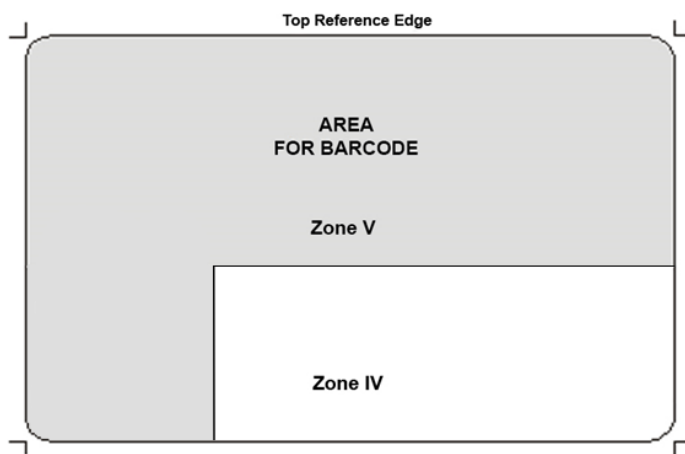 Top Reference Edge
AREA
FOR BARCODE
Zone V
Zone IV